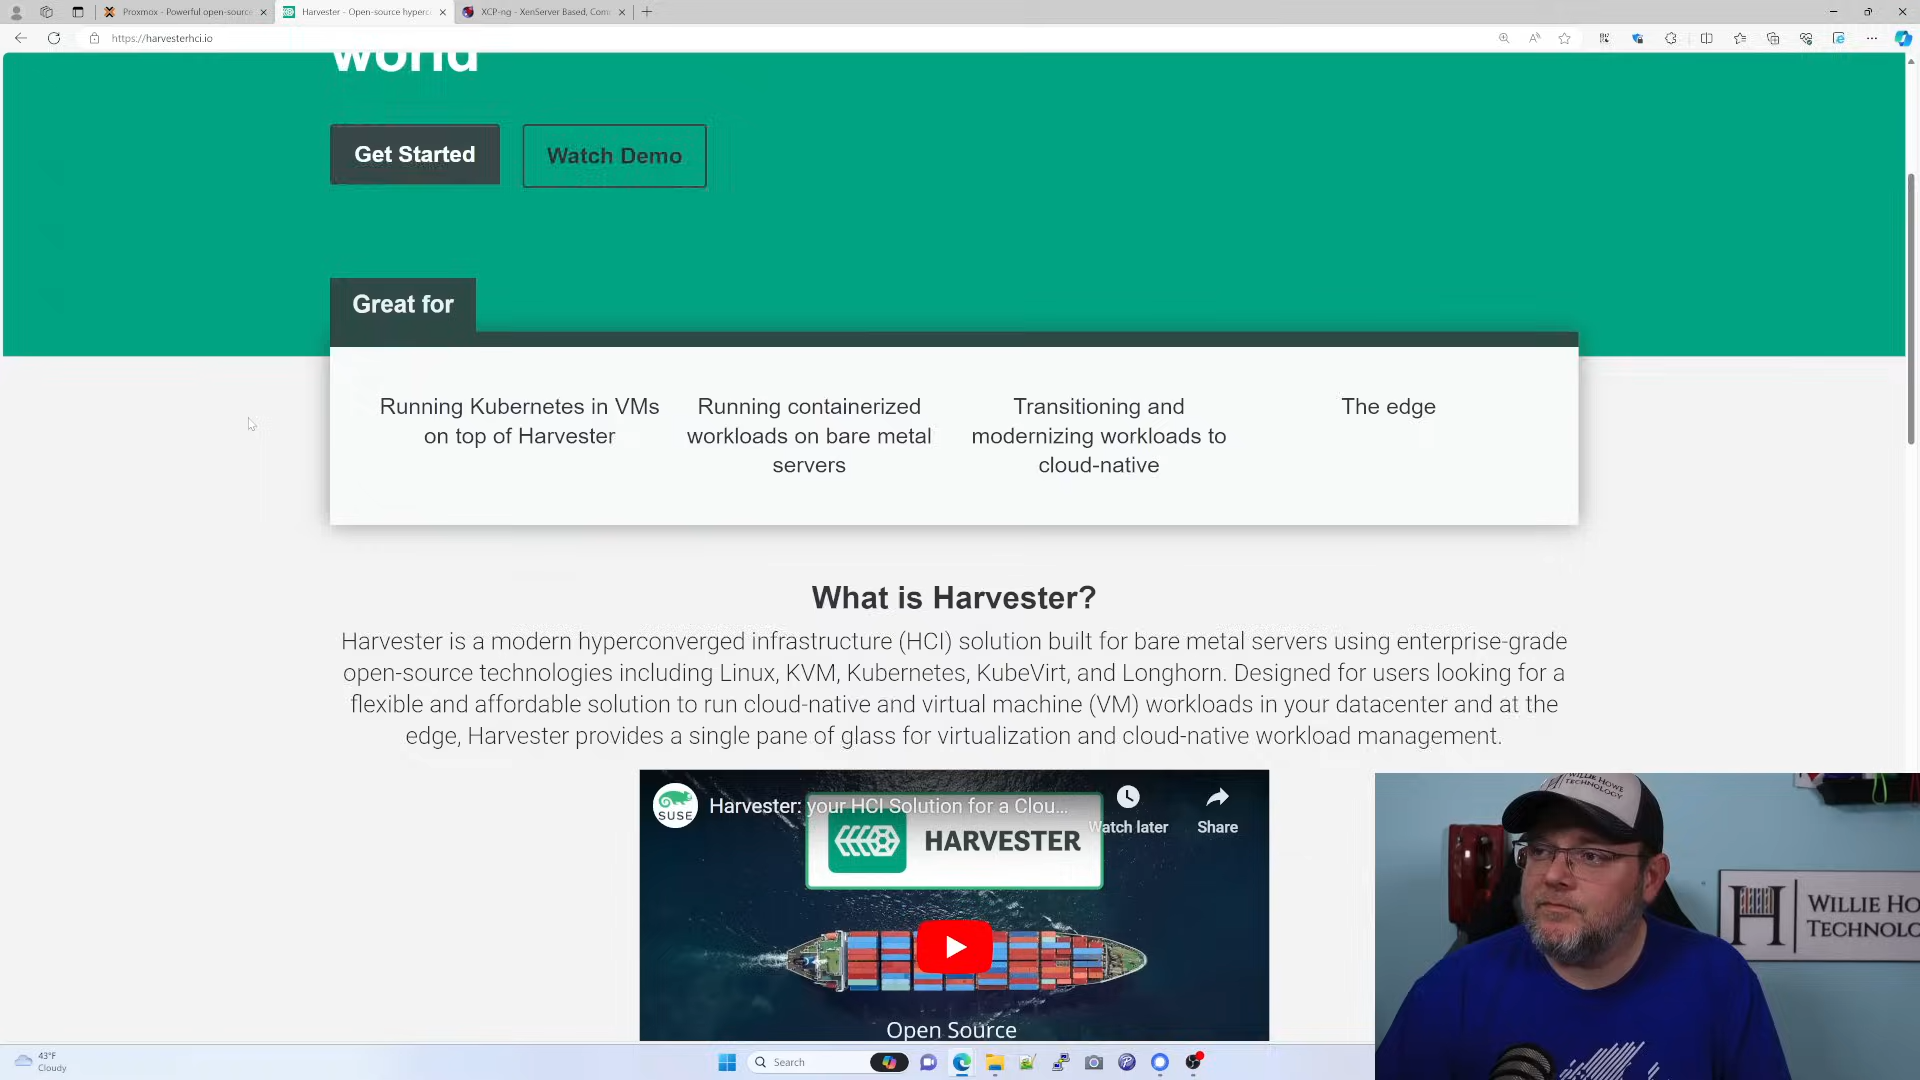 Proxmox - Powerful open-source
Harvester - Open-source hyperc
XCP-ng - XenServer Based, Com
https://harvesterhci.io
world
Get Started
Watch Demo
Great for
Running Kubernetes in VMs
on top of Harvester
Running containerized
workloads on bare metal
servers
Transitioning and
modernizing workloads to
cloud-native
The edge
What is Harvester?
Harvester is a modern hyperconverged infrastructure (HCI) solution built for bare metal servers using enterprise-grade
open-source technologies including Linux, KVM, Kubernetes, KubeVirt, and Longhorn. Designed for users looking for a
flexible and affordable solution to run cloud-native and virtual machine (VM) workloads in your datacenter and at the
edge, Harvester provides a single pane of glass for virtualization and cloud-native workload management.
SUSE
Harvester: your HCI Solution for a Clou...
Watch later
Share
HARVESTER
Open Source
WILLIE HOWE
TECHNOLOGY
WILLIE HO
TECHNOLO
43°F
Cloudy
Search